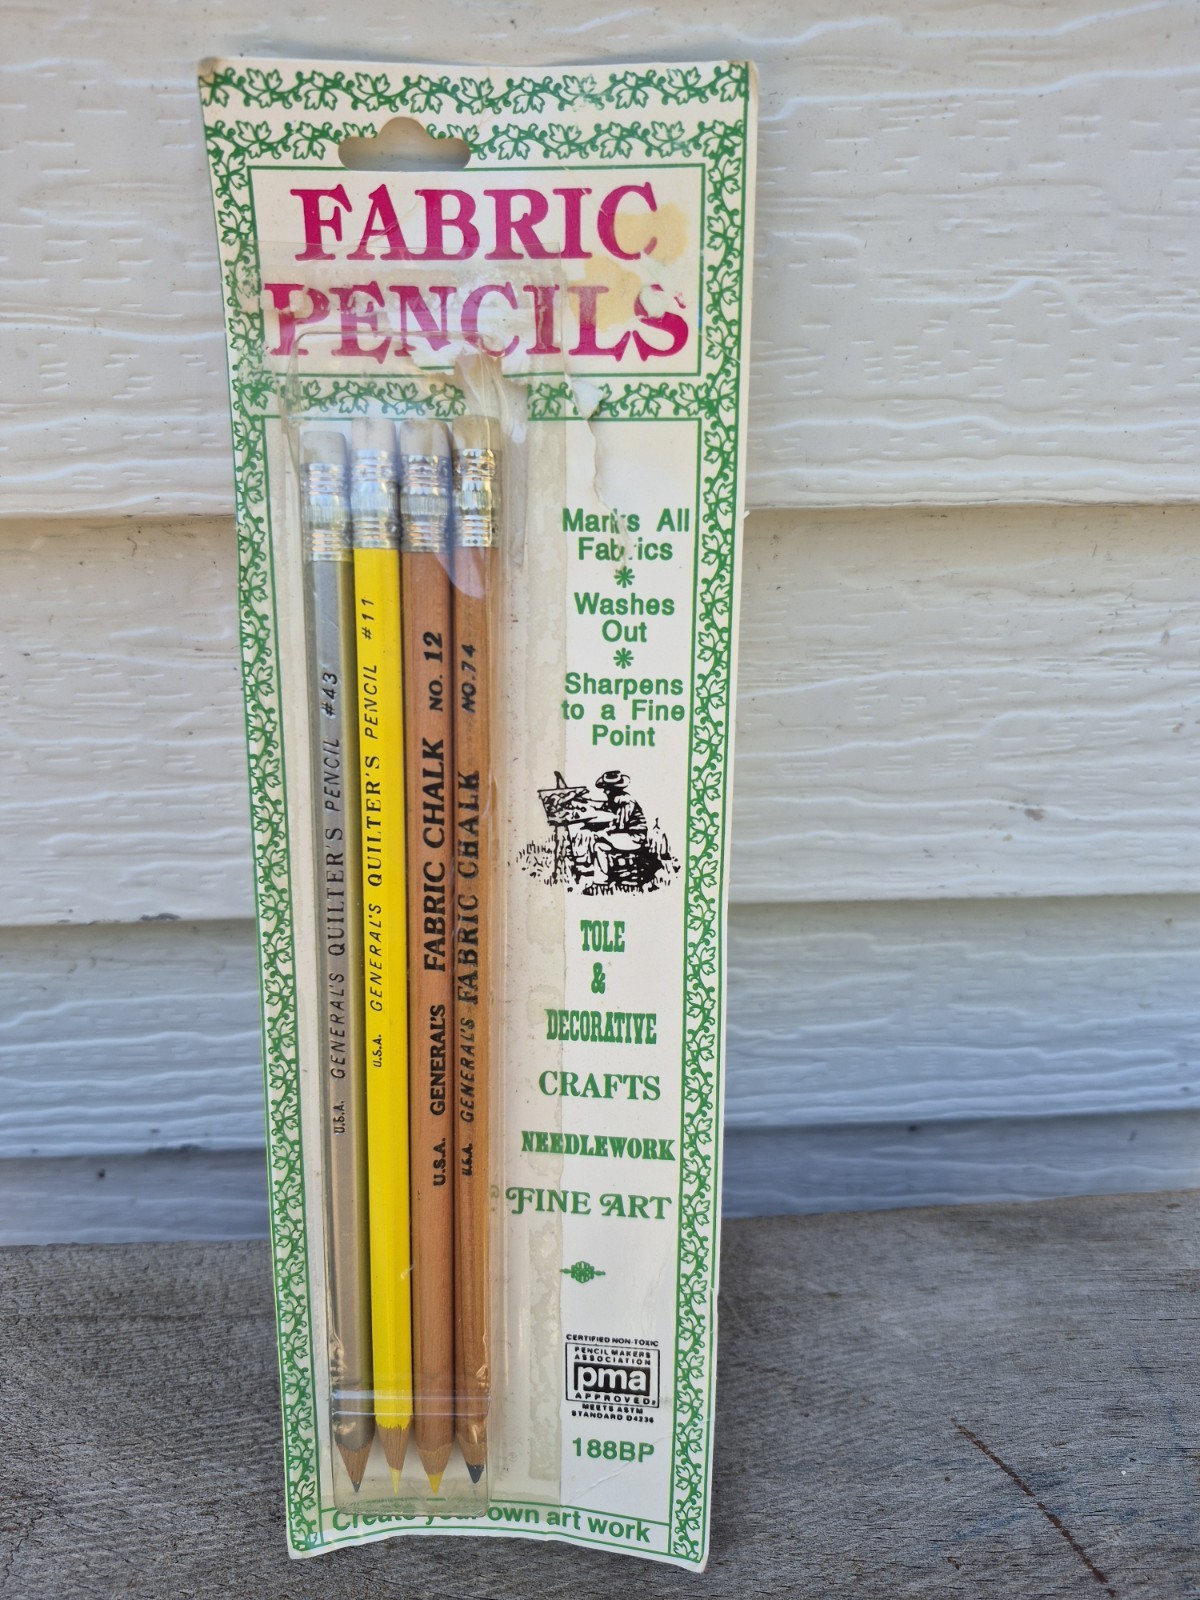 FABRIC
PENCILS
Marks All
Fabrics
Washes
Out
Sharpens
to a Fine
Point
TOLE
&
DECORATIVE
CRAFTS
NEEDLEWORK
FINE ART
CERTIFIED NON-TOXIC
PENCIL MAKERS
ASSOCIATION
pma
APPROVED
MEETS ASTM
STANDARD D4236
188BP
Create your own art work
U.S.A. GENERAL'S QUILTER'S PENCIL #43
U.S.A. GENERAL'S QUILTER'S PENCIL #11
U.S.A. GENERAL'S FABRIC CHALK NO. 12
U.S.A. GENERAL'S FABRIC CHALK NO.74